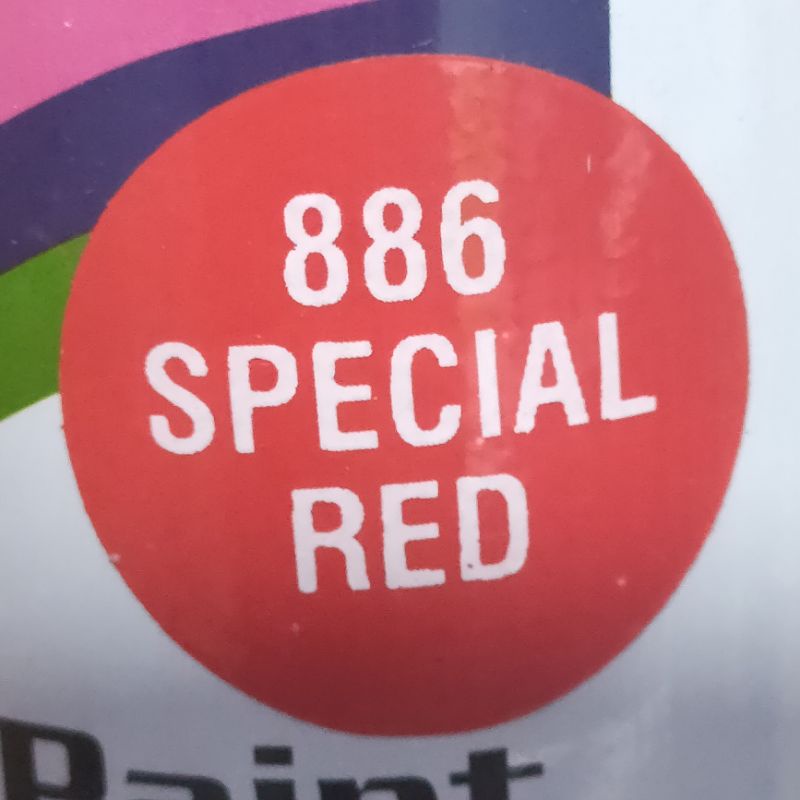 886
SPECIAL
RED
Paint